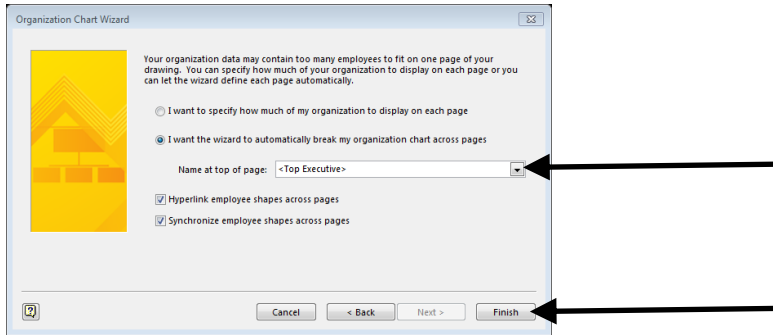 Organization Chart Wizard
Your organization data may contain too many employees to fit on one page of your
drawing. You can specify how much of your organization to display on each page or you
can let the wizard define each page automatically.
I want to specify how much of my organization to display on each page
I want the wizard to automatically break my organization chart across pages
Name at top of page: <Top Executive>
Hyperlink employee shapes across pages
Synchronize employee shapes across pages
? Cancel < Back Next > Finish